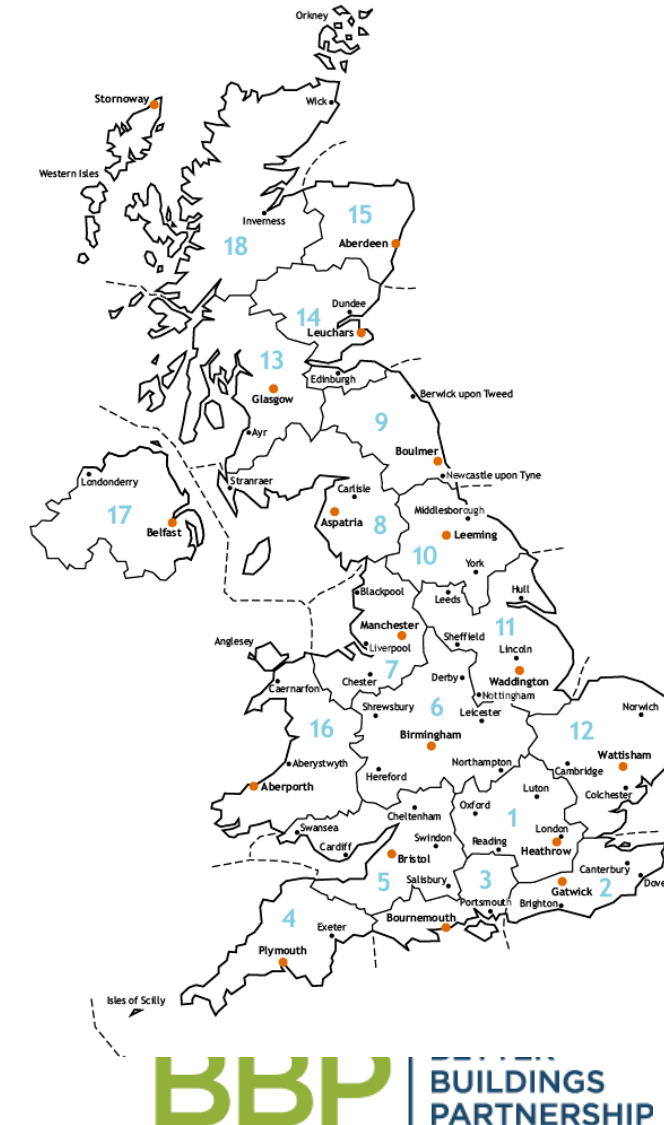 Orkney
Stornoway
Wick
Western Isles
15
Inverness
18
Aberdeen
Dundee
14
Leuchars
13
Edinburgh
Glasgow
Berwick upon Tweed
9
Ayr
Boulmer
Newcastle upon Tyne
Londonderry
Stranraer
Carlisle
17
Middlesborough
Aspatria
8
Belfast
Leeming
10
York
Blackpool
Leeds
Hull
Manchester
11
Anglesey
Liverpool
Sheffield
Lincoln
7
Chester
Derby
Waddington
Caernarfon
Nottingham
Shrewsbury
6
Leicester
Norwich
16
12
Birmingham
Wattisham
Aberystwyth
Northampton
Cambridge
Hereford
Aberporth
Luton
Colchester
Oxford
Cheltenham
1
Swansea
London
Swindon
Reading
Cardiff
Heathrow
Bristol
Canterbury
5
Salisbury
3
Gatwick
2
Dove
Portsmouth
Brighton
4
Bournemouth
Exeter
Plymouth
Isles of Scilly
BBP
BETTER
BUILDINGS
PARTNERSHIP